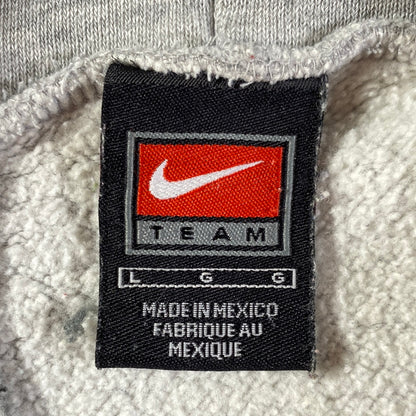 TEAM
L G G
MADE IN MEXICO
FABRIQUE AU
MEXIQUE